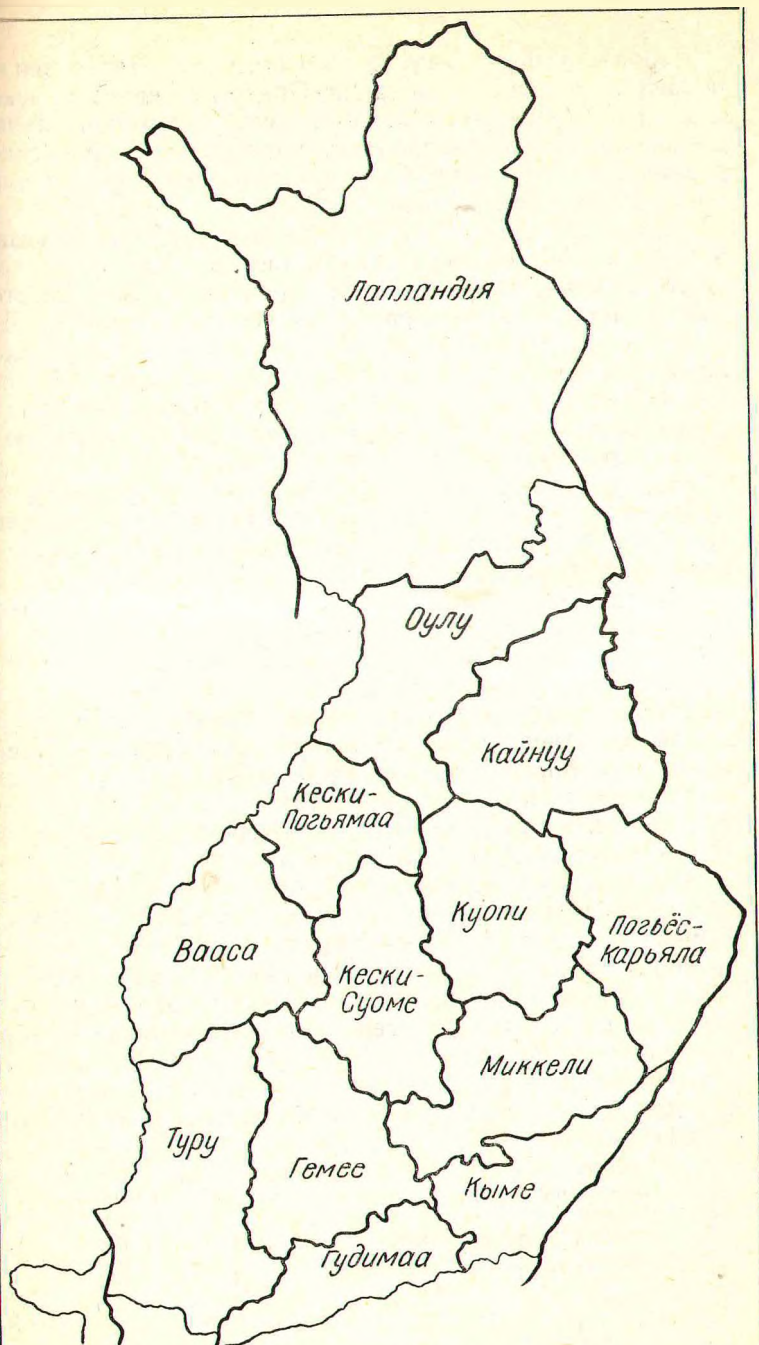 Лапландия
Оулу
Кайнуу
Кески-
Погьямаа
Вааса
Куопи
Погьёс-
Карьяла
Кески-
Суоме
Миккели
Туру
Гемее
Кыме
Гудимаа